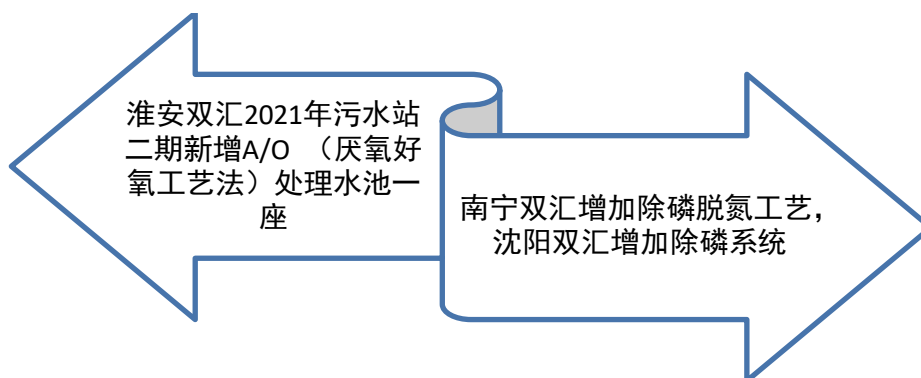 淮安双汇2021年污水站
二期新增A/O （厌氧好
氧工艺法）处理水池一
座
南宁双汇增加除磷脱氮工艺，
沈阳双汇增加除磷系统